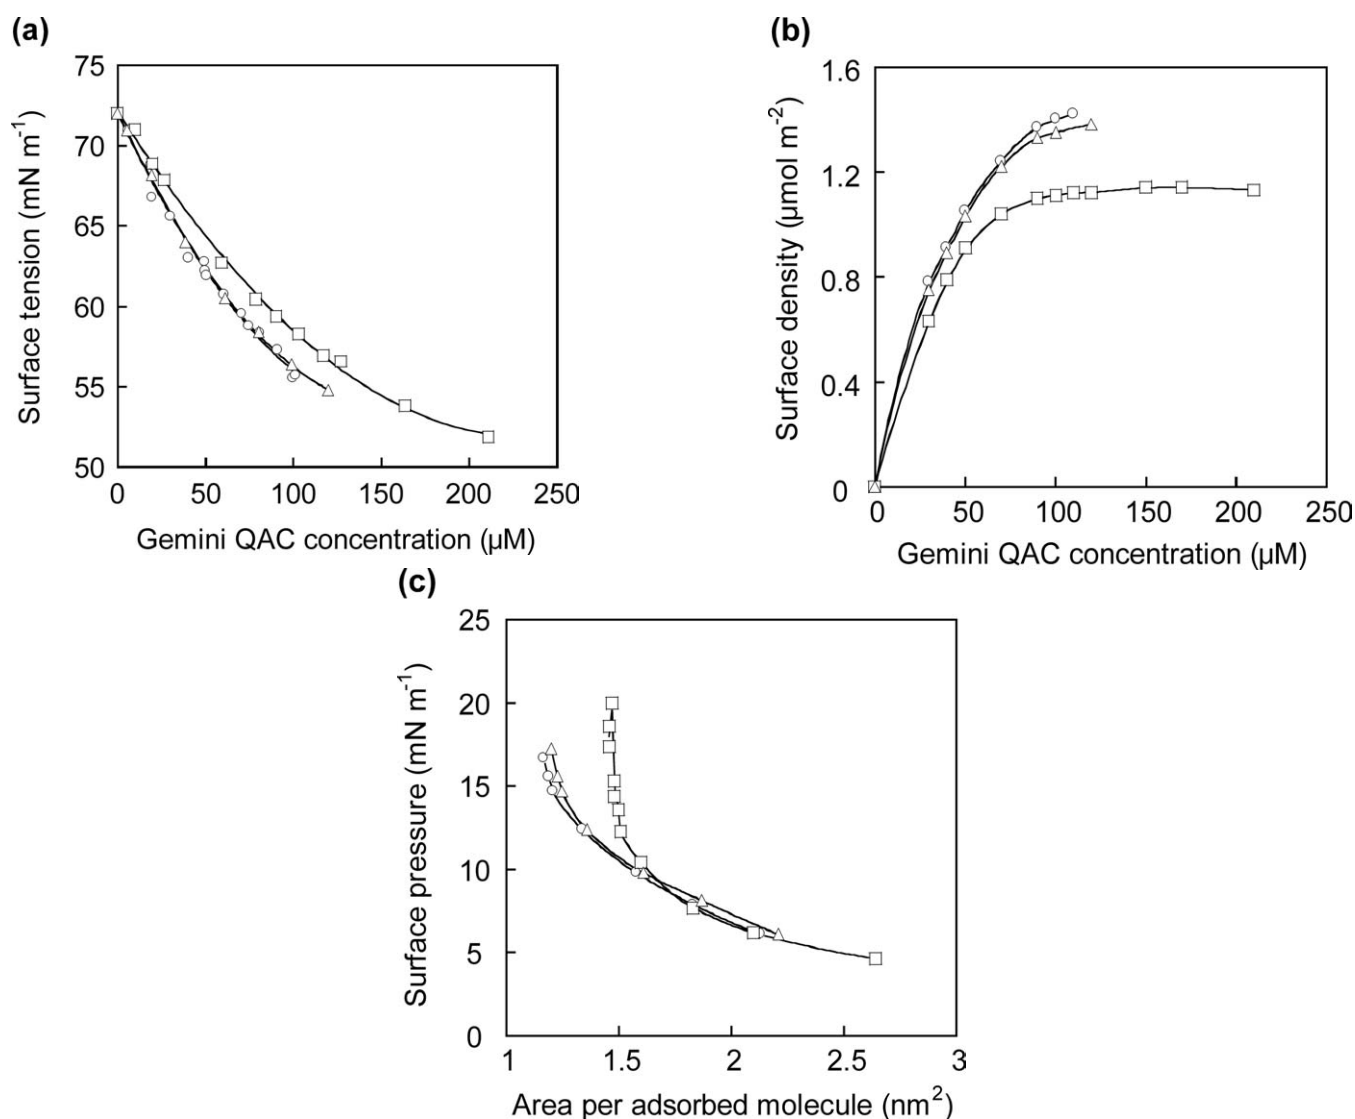 (a)
75
70
65
60
55
50
0 50 100 150 200 250
Surface tension (mN m⁻¹)
Gemini QAC concentration (µM)
(b)
1.6
1.2
0.8
0.4
0
0 50 100 150 200 250
Surface density (µmol m⁻²)
Gemini QAC concentration (µM)
(c)
25
20
15
10
5
0
1 1.5 2 2.5 3
Surface pressure (mN m⁻¹)
Area per adsorbed molecule (nm²)